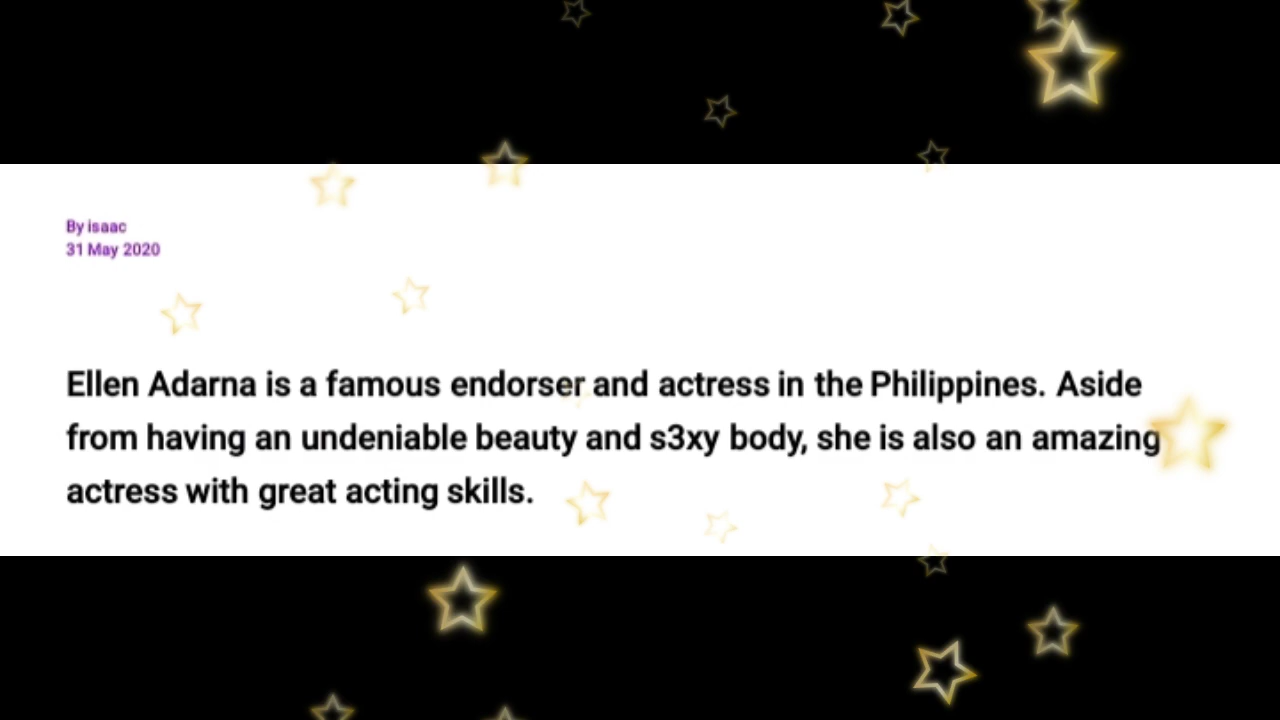 By isaac
31 May 2020
Ellen Adarna is a famous endorser and actress in the Philippines. Aside
from having an undeniable beauty and s3xy body, she is also an amazing
actress with great acting skills.